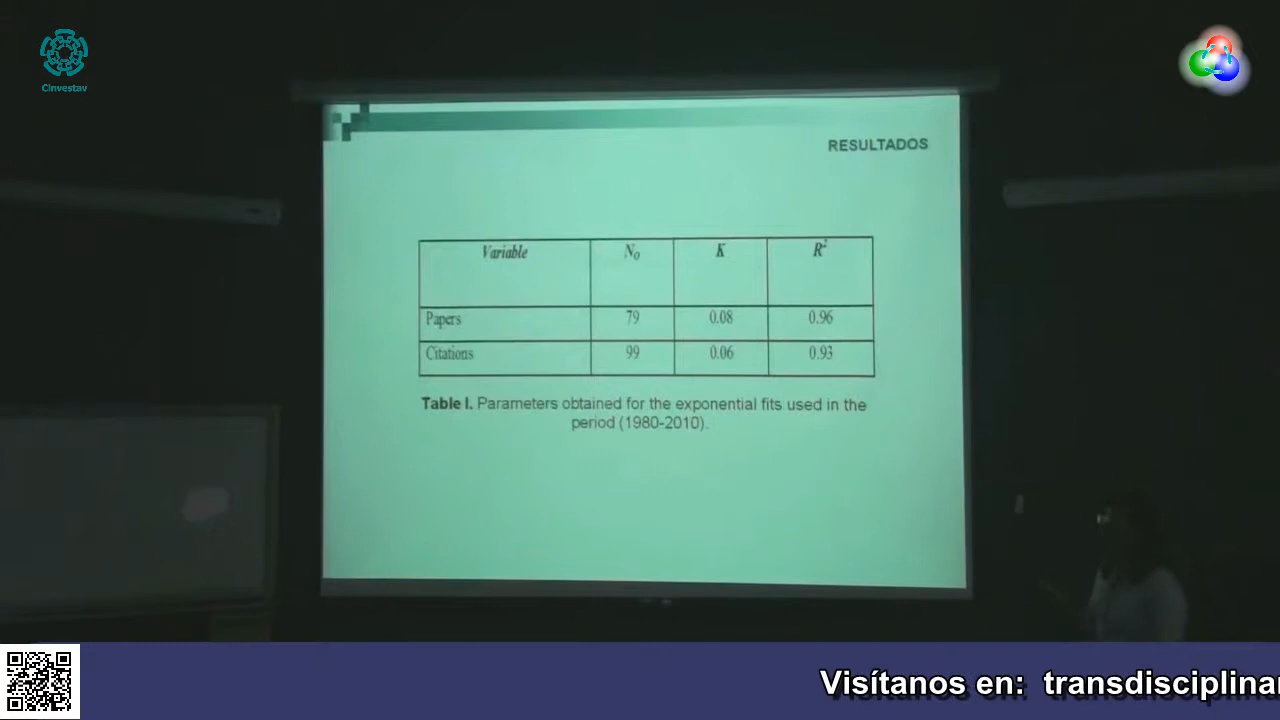 Cinvestav
RESULTADOS
Variable N0 K R2
Papers 79 0.08 0.96
Citations 99 0.06 0.93
Table I. Parameters obtained for the exponential fits used in the
period (1980-2010).
Visítanos en: transdisciplinar